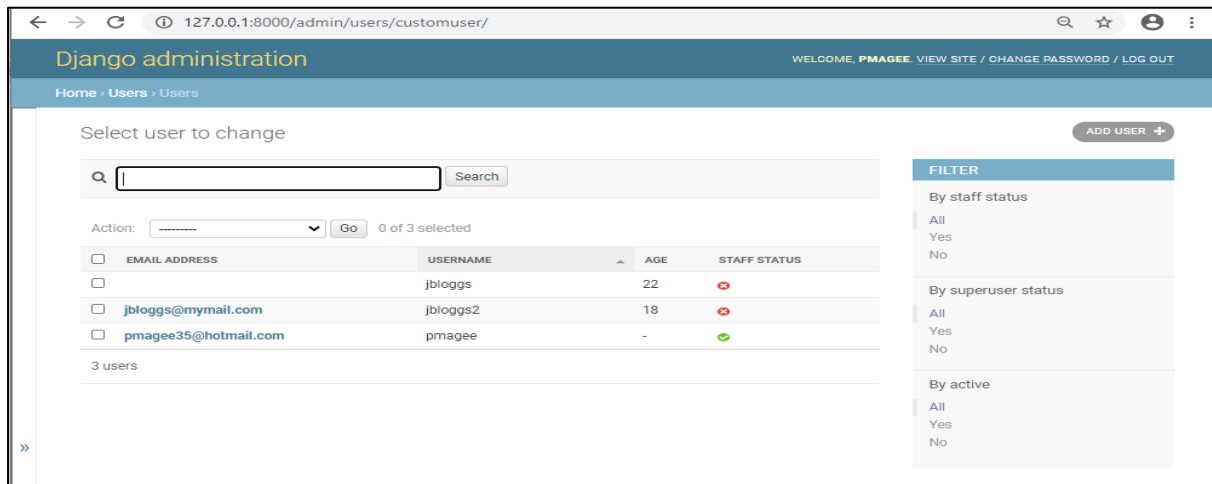 127.0.0.1:8000/admin/users/customuser/
Django administration
WELCOME, PMAGEE. VIEW SITE / CHANGE PASSWORD / LOG OUT
Home › Users › Users
Select user to change
ADD USER +
Search
Action: --------- Go 0 of 3 selected
EMAIL ADDRESS USERNAME AGE STAFF STATUS
jbloggs 22
jbloggs@mymail.com jbloggs2 18
pmagee35@hotmail.com pmagee -
3 users
FILTER
By staff status
All
Yes
No
By superuser status
All
Yes
No
By active
All
Yes
No
»